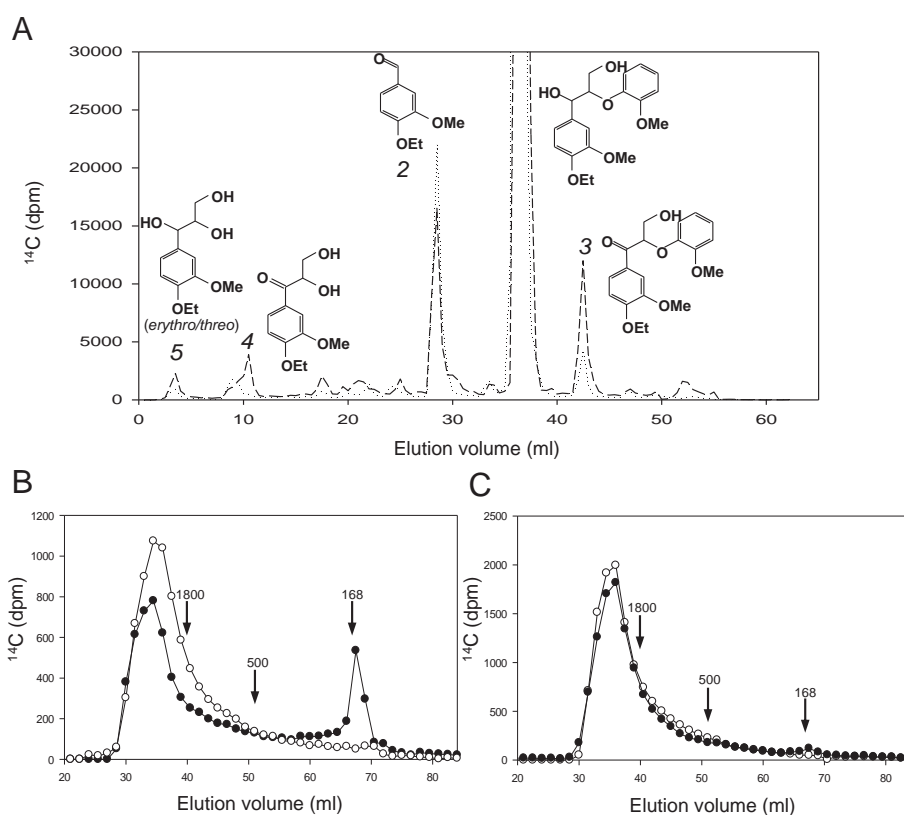 A
30000
25000
20000
15000
10000
5000
0
¹⁴C (dpm)
0 10 20 30 40 50 60
Elution volume (ml)
HO
OH
OH
OMe
OEt
(erythro/threo)
5
O
OH
OH
OMe
OEt
4
O
OMe
OEt
2
OH
HO
O
OMe
OMe
OEt
OH
O
O
OMe
OMe
OEt
3
B
1200
1000
800
600
400
200
0
¹⁴C (dpm)
1800
500
168
20 30 40 50 60 70 80
Elution volume (ml)
C
2500
2000
1500
1000
500
0
¹⁴C (dpm)
1800
500
168
20 30 40 50 60 70 80
Elution volume (ml)